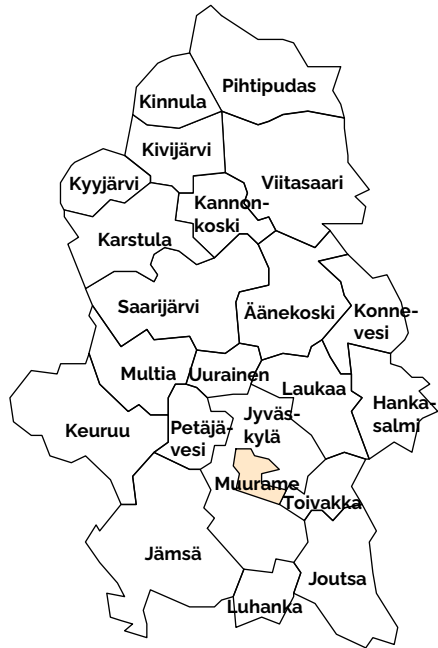 Pihtipudas
Kinnula
Kivijärvi
Kyyjärvi
Viitasaari
Kannon-
koski
Karstula
Saarijärvi
Äänekoski
Konne-
vesi
Multia
Uurainen
Laukaa
Hanka-
salmi
Keuruu
Petäjä-
vesi
Jyväs-
kylä
Muurame
Toivakka
Jämsä
Joutsa
Luhanka